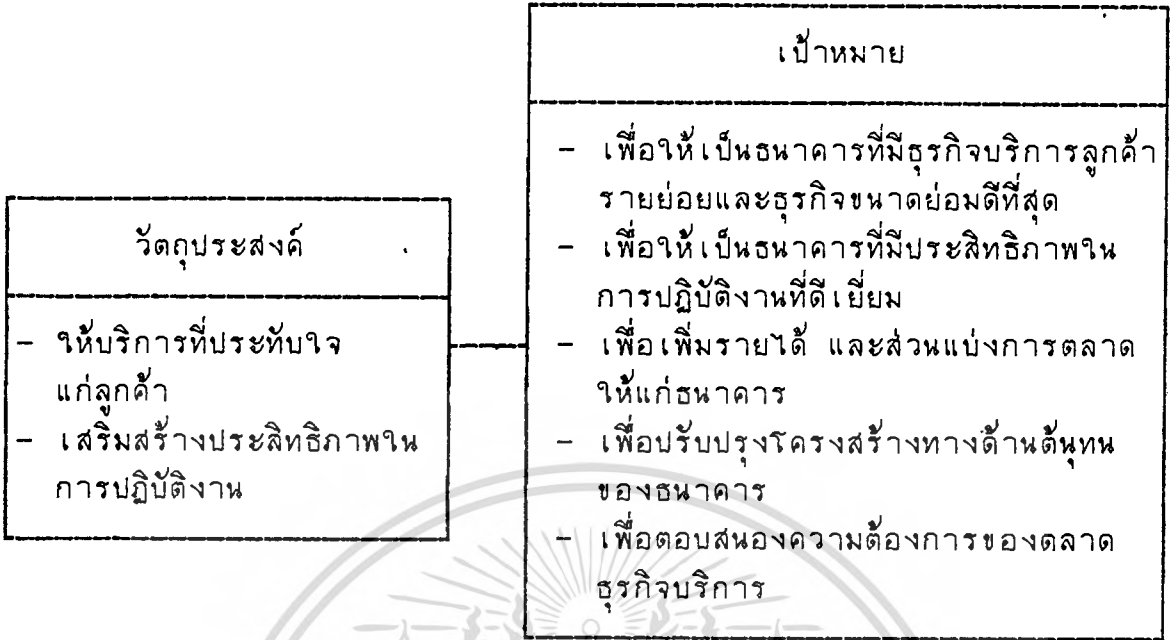 วัตถุประสงค์
- ให้บริการที่ประทับใจ
แก่ลูกค้า
- เสริมสร้างประสิทธิภาพใน
การปฏิบัติงาน
เป้าหมาย
- เพื่อให้เป็นธนาคารที่มีธุรกิจบริการลูกค้า
รายย่อยและธุรกิจขนาดย่อมดีที่สุด
- เพื่อให้เป็นธนาคารที่มีประสิทธิภาพใน
การปฏิบัติงานที่ดีเยี่ยม
- เพื่อเพิ่มรายได้ และส่วนแบ่งการตลาด
ให้แก่ธนาคาร
- เพื่อปรับปรุงโครงสร้างทางด้านต้นุทน
ของธนาคาร
- เพื่อตอบสนองความต้องการของตลาด
ธุรกิจบริการ